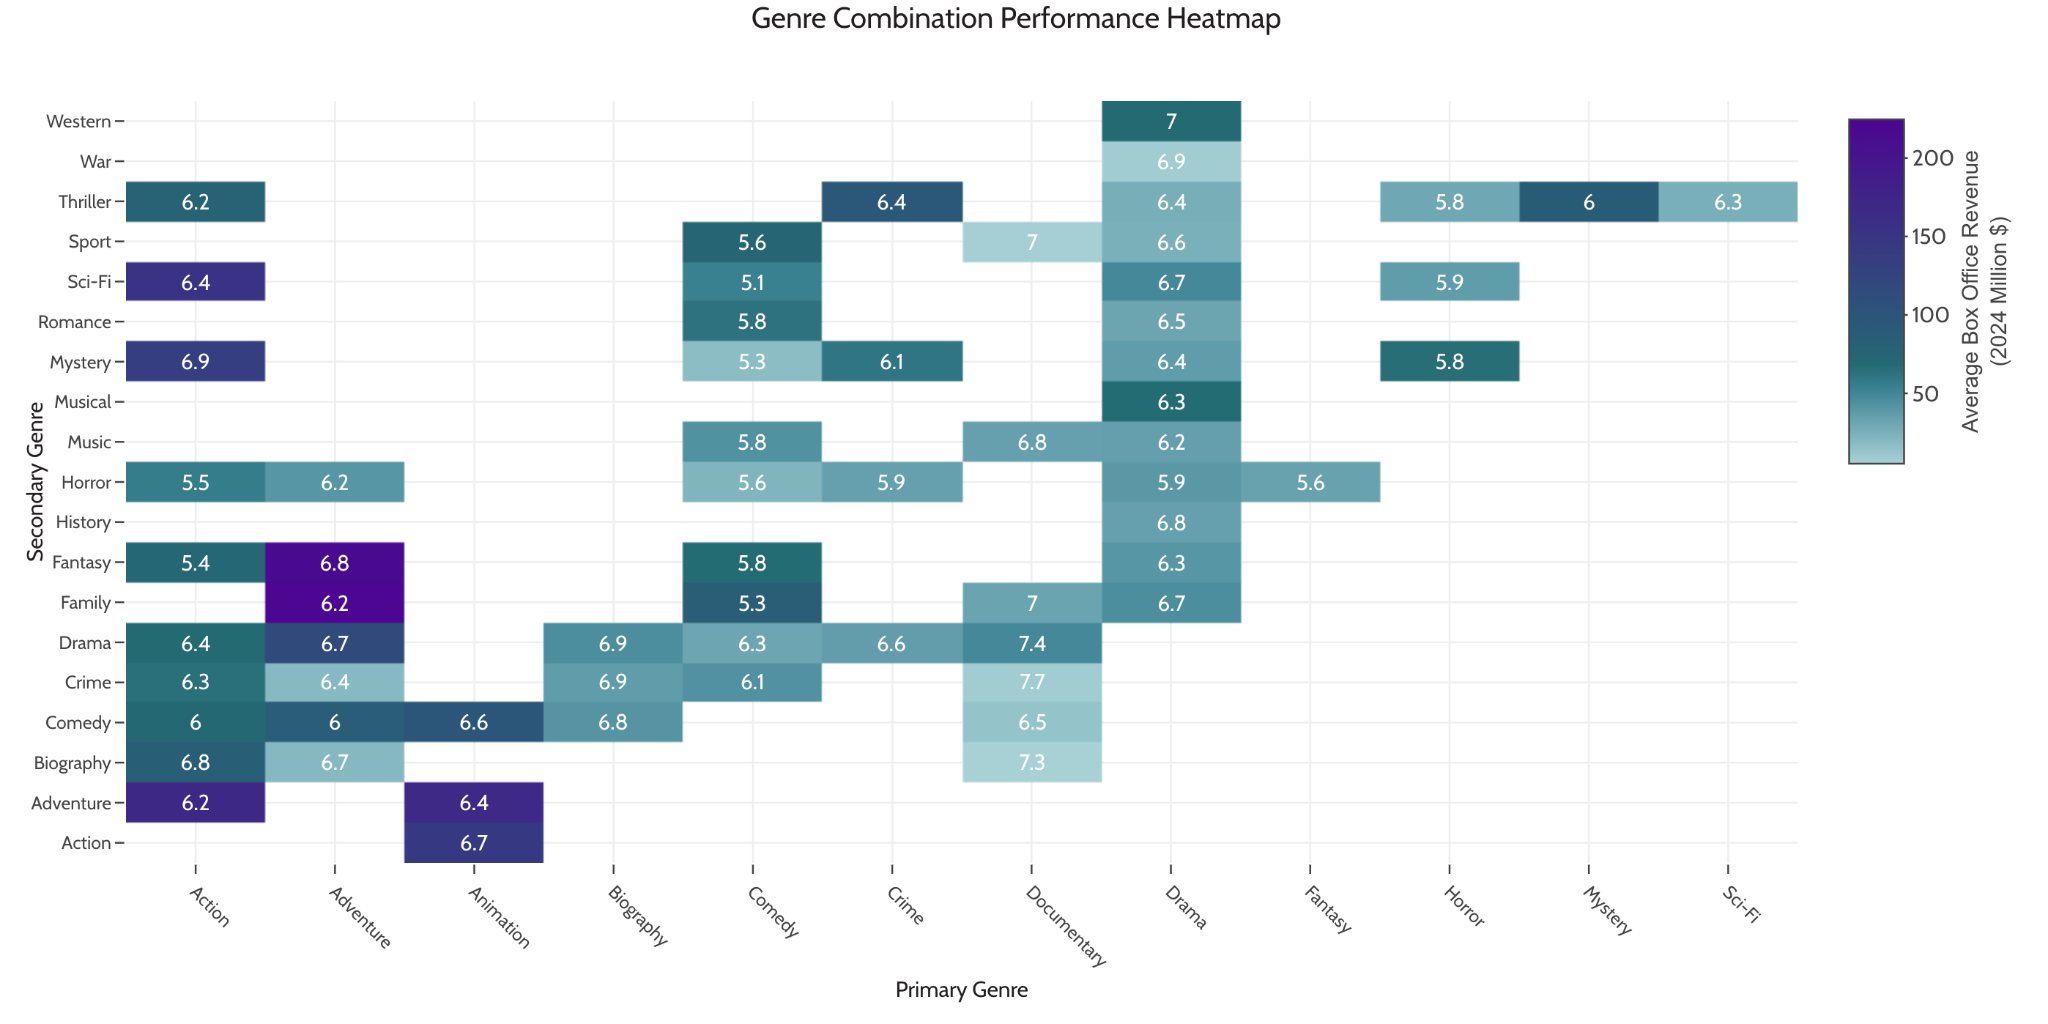 Genre Combination Performance Heatmap
Western 7
War 6.9
Thriller 6.2 6.4 6.4 5.8 6 6.3
Sport 5.6 7 6.6
Sci-Fi 6.4 5.1 6.7 5.9
Romance 5.8 6.5
Mystery 6.9 5.3 6.1 6.4 5.8
Musical 6.3
Music 5.8 6.8 6.2
Horror 5.5 6.2 5.6 5.9 5.9 5.6
History 6.8
Fantasy 5.4 6.8 5.8 6.3
Family 6.2 5.3 7 6.7
Drama 6.4 6.7 6.9 6.3 6.6 7.4
Crime 6.3 6.4 6.9 6.1 7.7
Comedy 6 6 6.6 6.8 6.5
Biography 6.8 6.7 7.3
Adventure 6.2 6.4
Action 6.7
Secondary Genre
Action Adventure Animation Biography Comedy Crime Documentary Drama Fantasy Horror Mystery Sci-Fi
Primary Genre
200
150
100
50
Average Box Office Revenue
(2024 Million $)